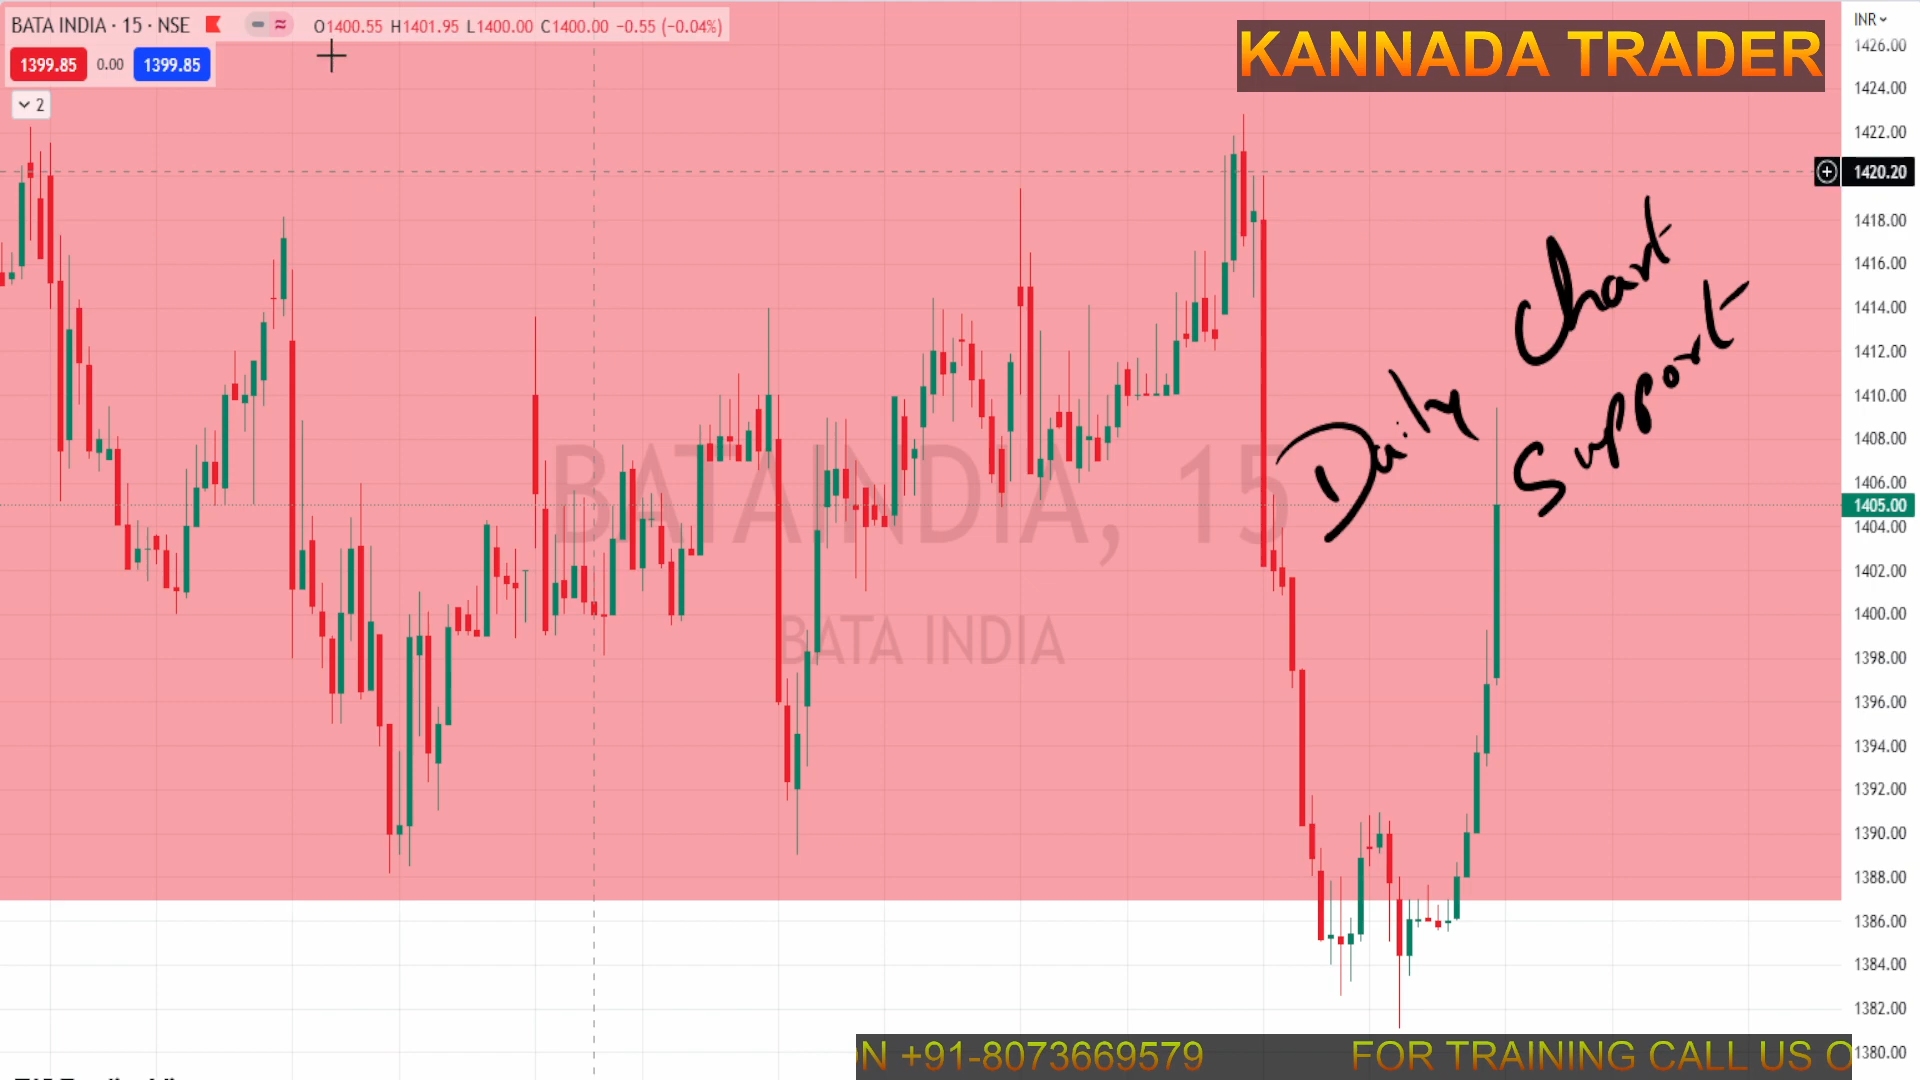 BATA INDIA · 15 · NSE
O1400.55 H1401.95 L1400.00 C1400.00 −0.55 (−0.04%)
1399.85 0.00 1399.85
2
KANNADA TRADER
INR
1426.00
1424.00
1422.00
1420.20
1418.00
1416.00
1414.00
1412.00
1410.00
1408.00
1406.00
1405.00
1404.00
1402.00
1400.00
1398.00
1396.00
1394.00
1392.00
1390.00
1388.00
1386.00
1384.00
1382.00
1380.00
Daily Chart
Support
BATAINDIA, 15
BATA INDIA
N +91-8073669579 FOR TRAINING CALL US O